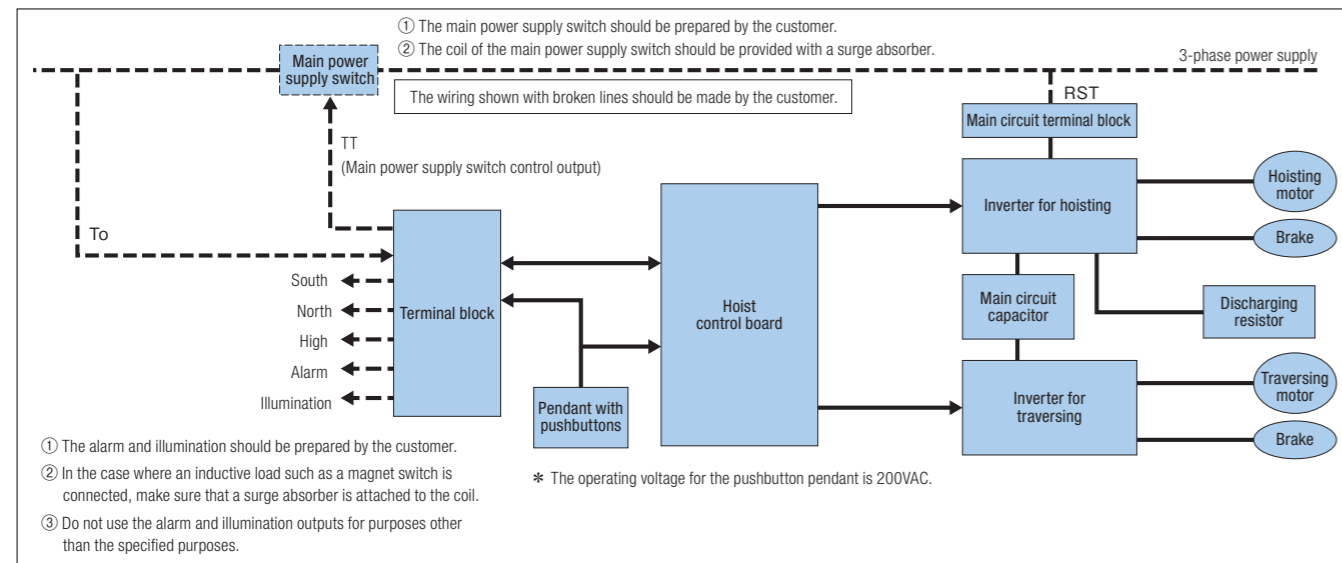 ① The main power supply switch should be prepared by the customer.
② The coil of the main power supply switch should be provided with a surge absorber.
Main power
supply switch
3-phase power supply
The wiring shown with broken lines should be made by the customer.
RST
Main circuit terminal block
TT
(Main power supply switch control output)
Hoisting
motor
Inverter for hoisting
Brake
To
South
North
High
Alarm
Illumination
Terminal block
Hoist
control board
Main circuit
capacitor
Discharging
resistor
Pendant with
pushbuttons
Inverter for
traversing
Traversing
motor
Brake
① The alarm and illumination should be prepared by the customer.
② In the case where an inductive load such as a magnet switch is
connected, make sure that a surge absorber is attached to the coil.
③ Do not use the alarm and illumination outputs for purposes other
than the specified purposes.
* The operating voltage for the pushbutton pendant is 200VAC.